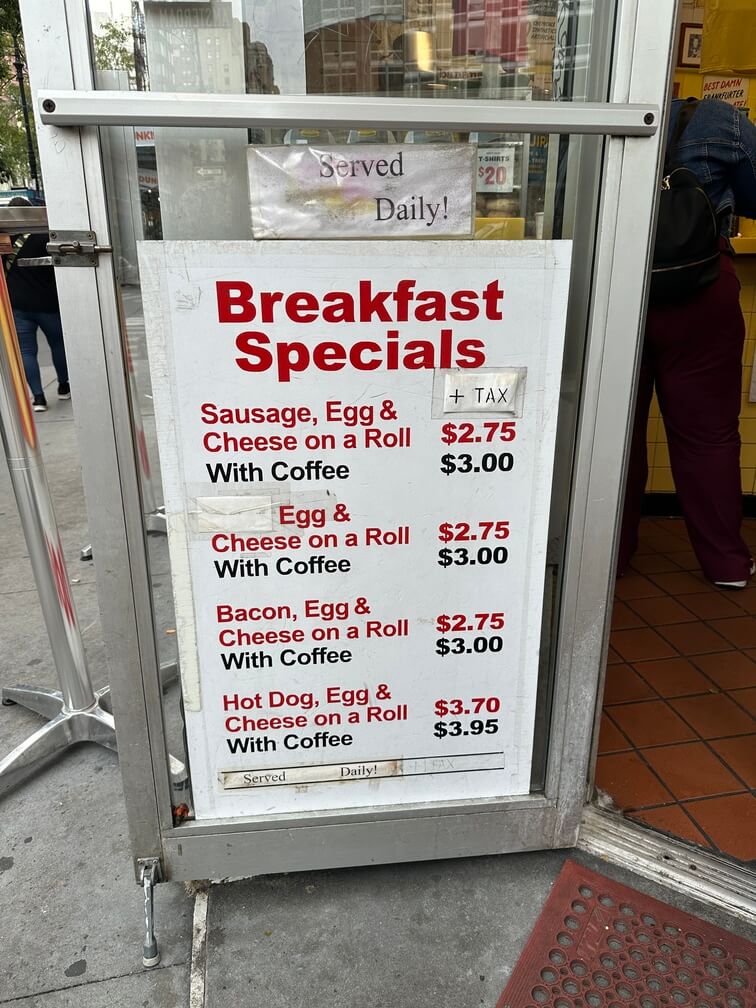 BEST DAMN
FRANKFURTER
T-SHIRTS
$20
Served
Daily!
Breakfast
Specials
+ TAX
Sausage, Egg &
Cheese on a Roll $2.75
With Coffee $3.00
Egg &
Cheese on a Roll $2.75
With Coffee $3.00
Bacon, Egg &
Cheese on a Roll $2.75
With Coffee $3.00
Hot Dog, Egg &
Cheese on a Roll $3.70
With Coffee $3.95
Served Daily! + TAX